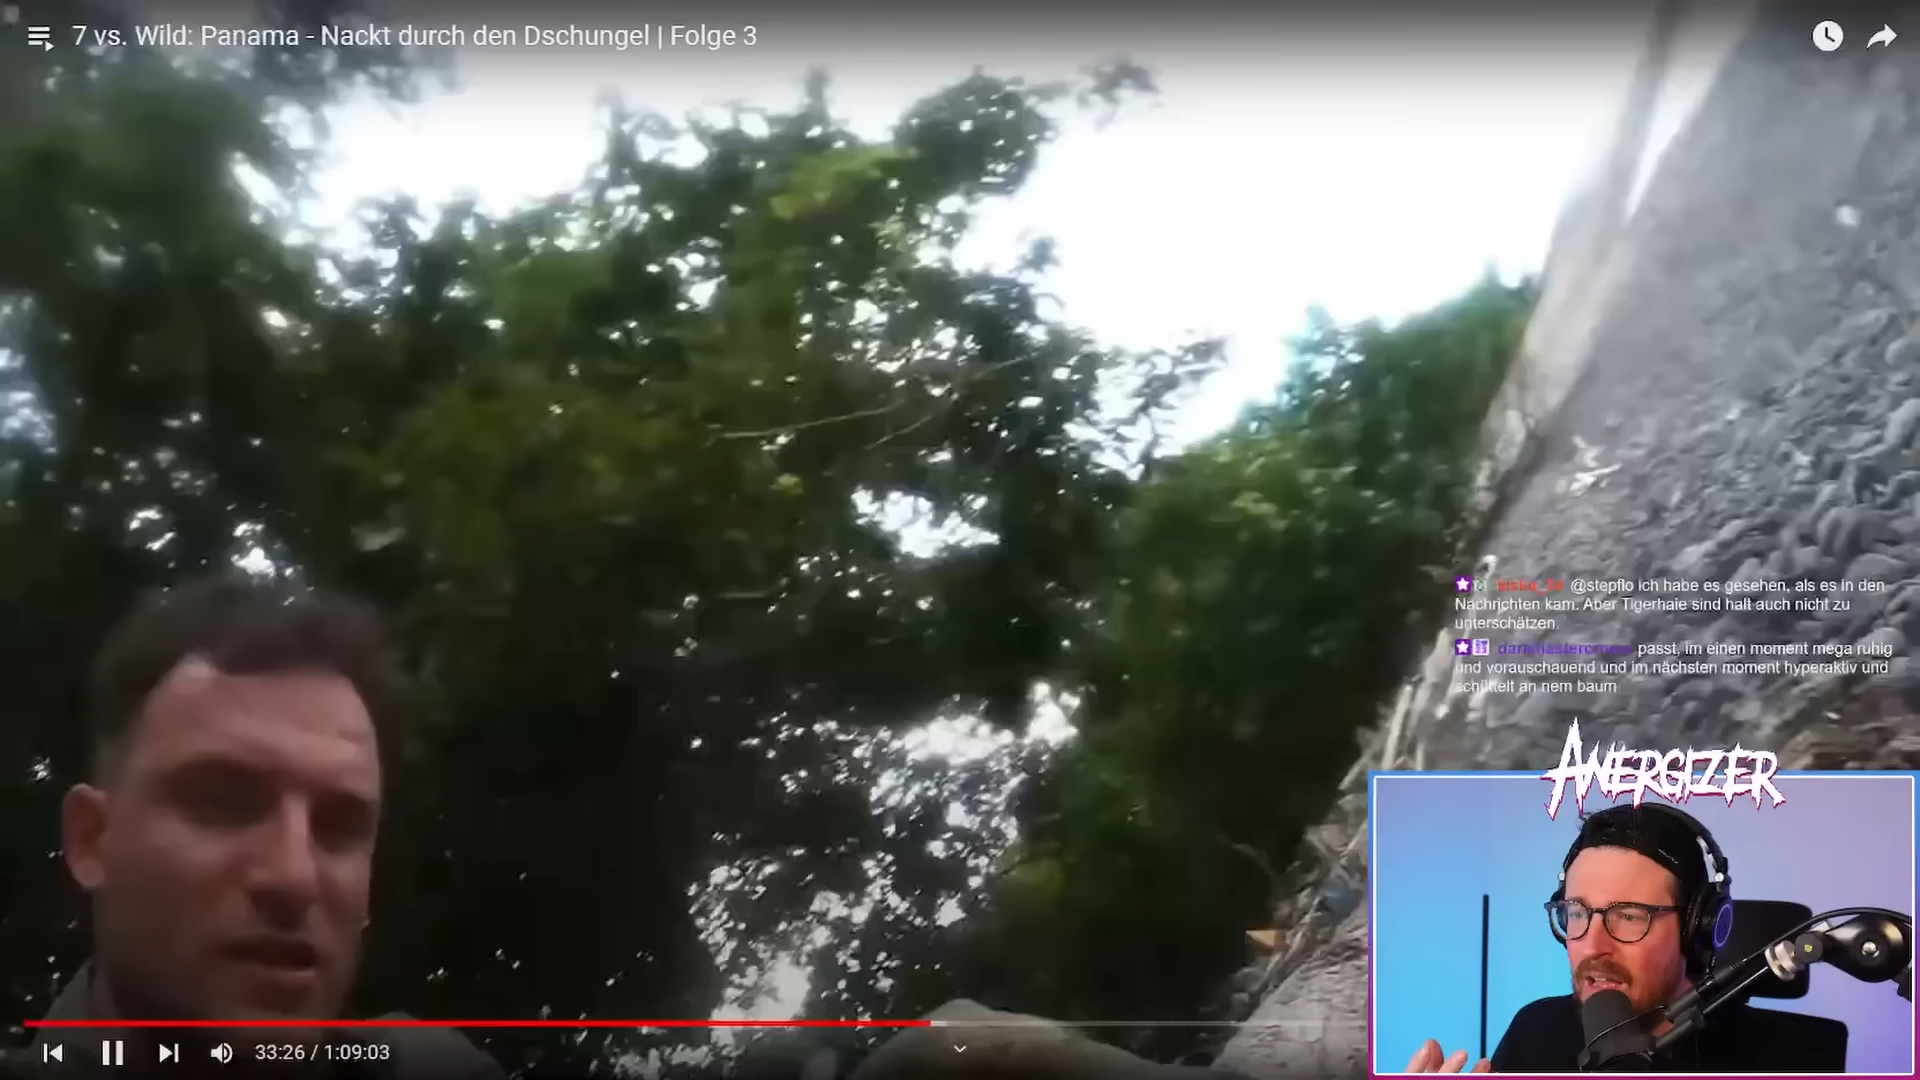 7 vs. Wild: Panama - Nackt durch den Dschungel | Folge 3
@stepflo ich habe es gesehen, als es in den
Nachrichten kam. Aber Tigerhaie sind halt auch nicht zu
unterschätzen.
passt, im einen moment mega ruhig
und vorauschauend und im nächsten moment hyperaktiv und
schüttelt an nem baum
ANERGIZER
33:26 / 1:09:03